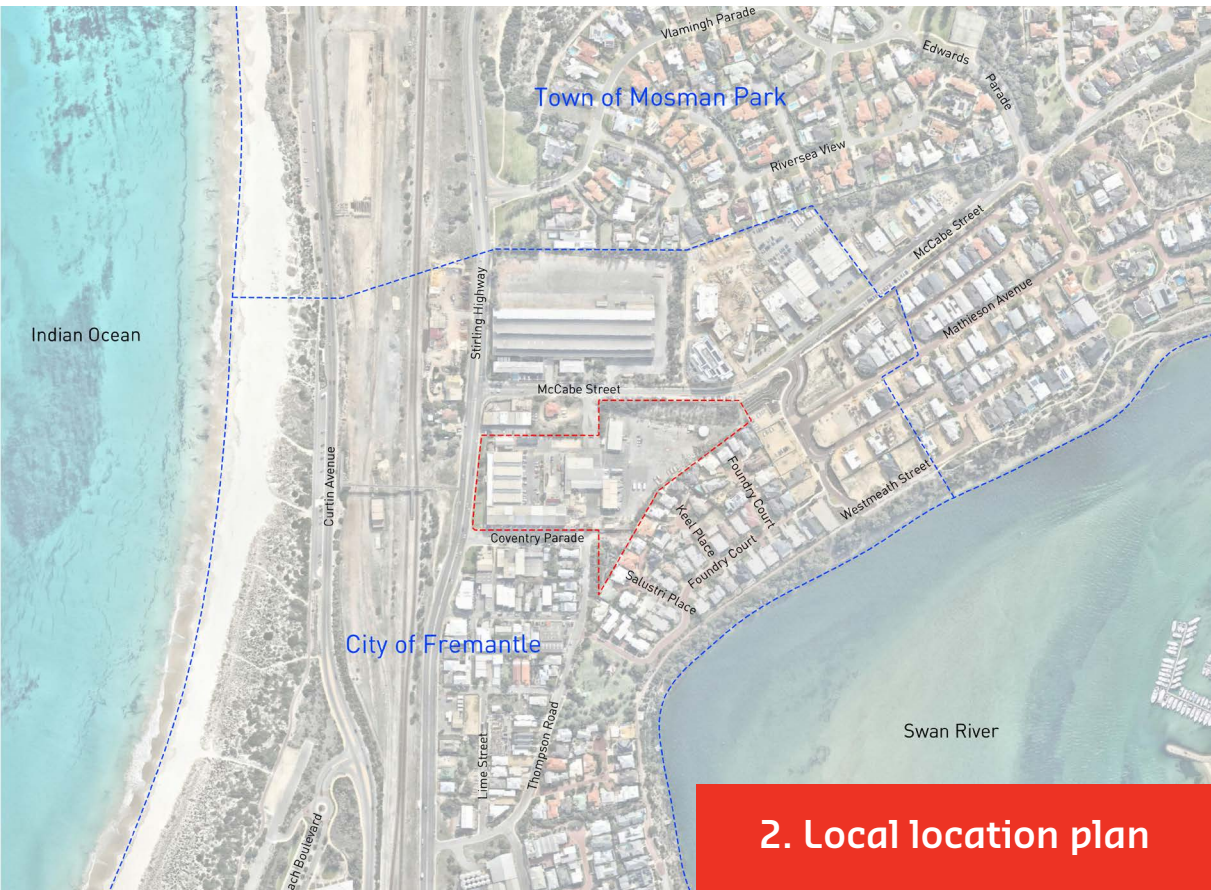 Vlamingh Parade
Edwards
Parade
Town of Mosman Park
Riversea View
McCabe Street
Mathieson Avenue
Stirling Highway
Indian Ocean
McCabe Street
Curtin Avenue
Foundry Court
Westmeath Street
Keel Place
Coventry Parade
Foundry Court
Salustri Place
City of Fremantle
Swan River
Lime Street
Thompson Road
ach Boulevard
2. Local location plan